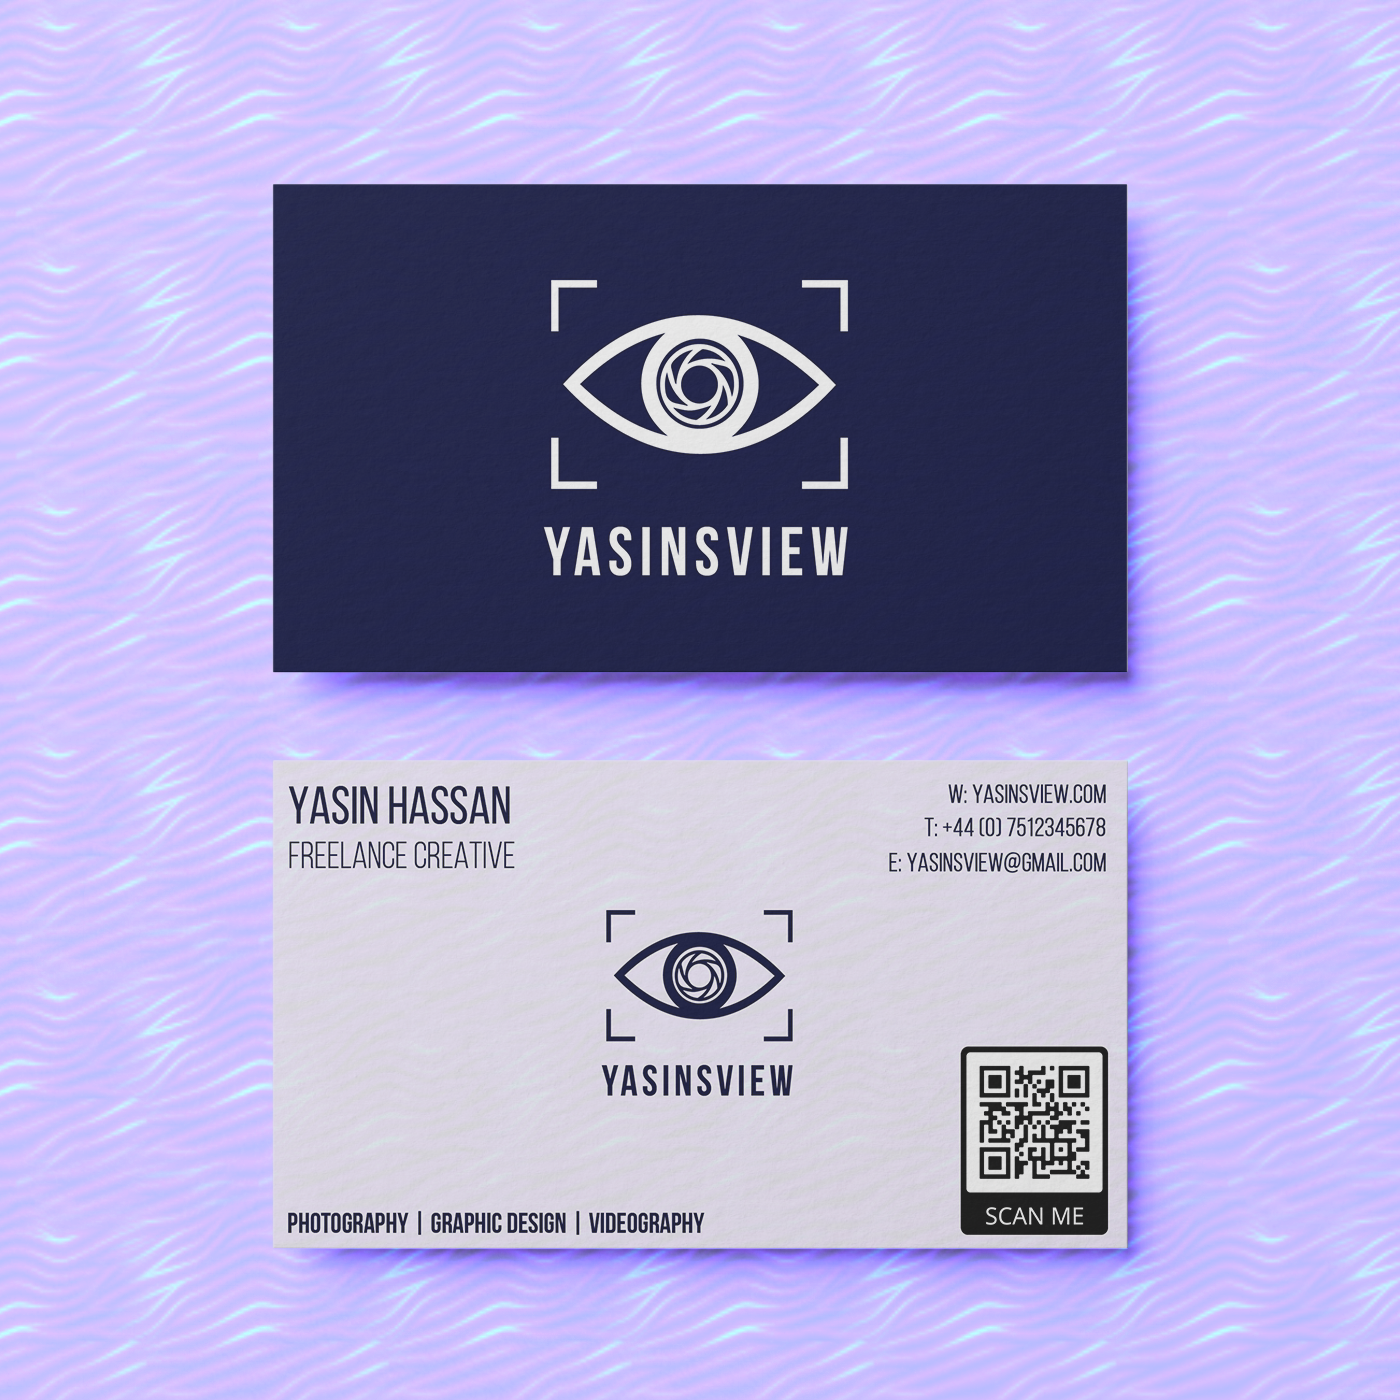 YASINSVIEW
YASIN HASSAN
FREELANCE CREATIVE
W: YASINSVIEW.COM
T: +44 (0) 7512345678
E: YASINSVIEW@GMAIL.COM
YASINSVIEW
PHOTOGRAPHY | GRAPHIC DESIGN | VIDEOGRAPHY
SCAN ME